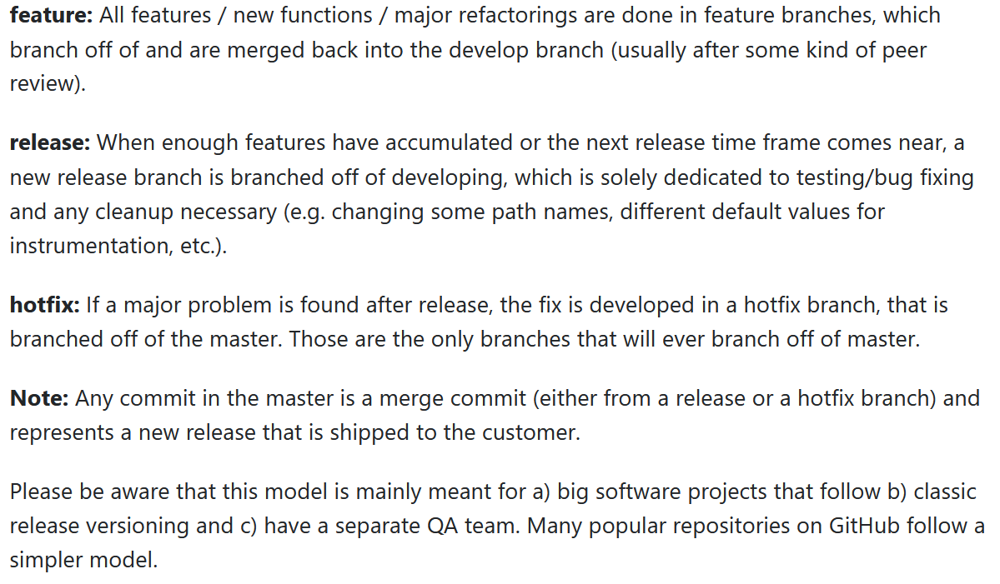 feature: All features / new functions / major refactorings are done in feature branches, which
branch off of and are merged back into the develop branch (usually after some kind of peer
review).
release: When enough features have accumulated or the next release time frame comes near, a
new release branch is branched off of developing, which is solely dedicated to testing/bug fixing
and any cleanup necessary (e.g. changing some path names, different default values for
instrumentation, etc.).
hotfix: If a major problem is found after release, the fix is developed in a hotfix branch, that is
branched off of the master. Those are the only branches that will ever branch off of master.
Note: Any commit in the master is a merge commit (either from a release or a hotfix branch) and
represents a new release that is shipped to the customer.
Please be aware that this model is mainly meant for a) big software projects that follow b) classic
release versioning and c) have a separate QA team. Many popular repositories on GitHub follow a
simpler model.